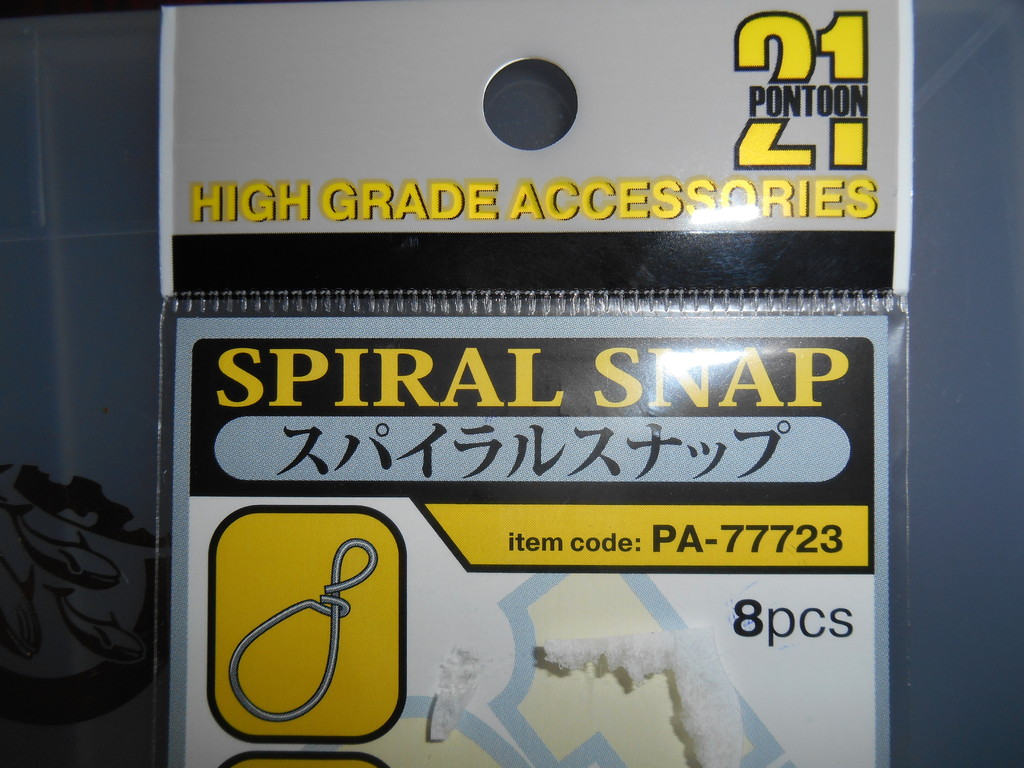 21
PONTOON
HIGH GRADE ACCESSORIES
SPIRAL SNAP
スパイラルスナップ
item code: PA-77723
8pcs